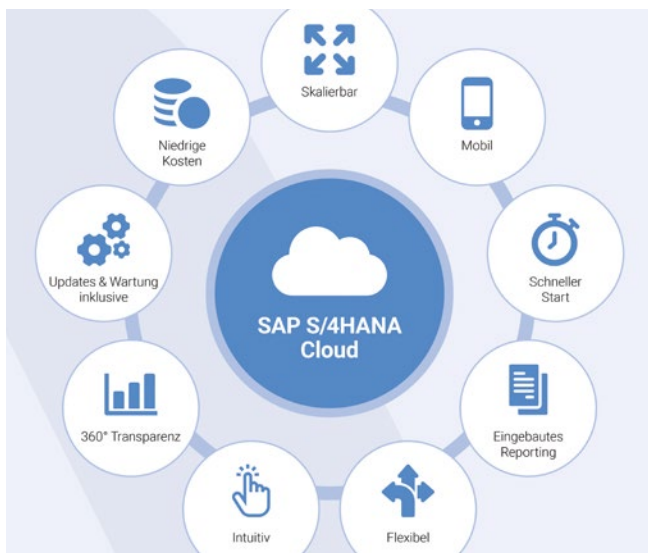 Skalierbar
Mobil
Schneller
Start
Eingebautes
Reporting
Flexibel
Intuitiv
360° Transparenz
Updates & Wartung
inklusive
Niedrige
Kosten
SAP S/4HANA
Cloud